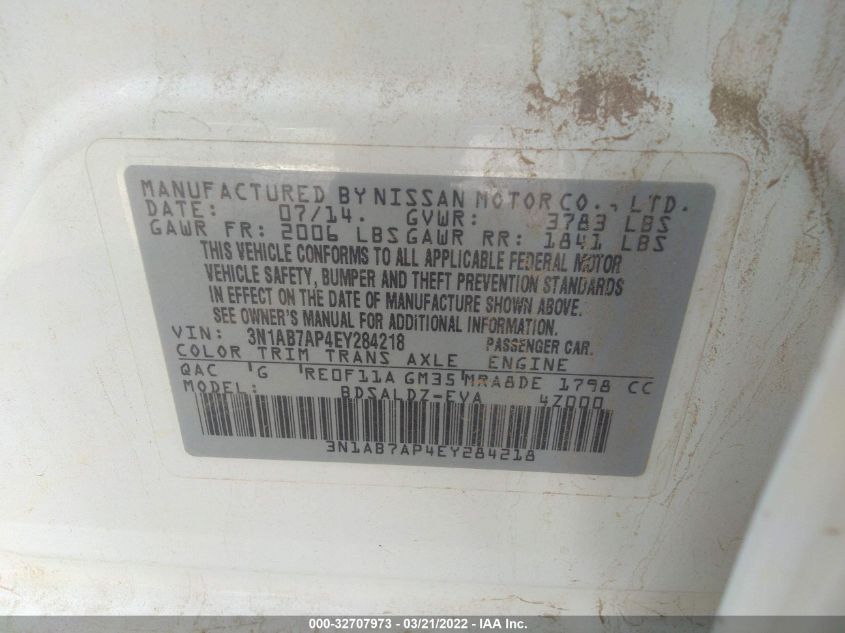 MANUFACTURED BY NISSAN MOTOR CO., LTD.
DATE: 07/14. GVWR: 3783 LBS
GAWR FR: 2006 LBS GAWR RR: 1841 LBS
THIS VEHICLE CONFORMS TO ALL APPLICABLE FEDERAL MOTOR
VEHICLE SAFETY, BUMPER AND THEFT PREVENTION STANDARDS
IN EFFECT ON THE DATE OF MANUFACTURE SHOWN ABOVE.
SEE OWNER'S MANUAL FOR ADDITIONAL INFORMATION.
VIN: 3N1AB7AP4EY284218 PASSENGER CAR.
COLOR TRIM TRANS AXLE ENGINE
QAC 'G 'RE0F11A GM35'MRA8DE 1798 CC
MODEL: BDSALDZ-EVA 4Z000
3N1AB7AP4EY284218
000-32707973 - 03/21/2022 - IAA Inc.